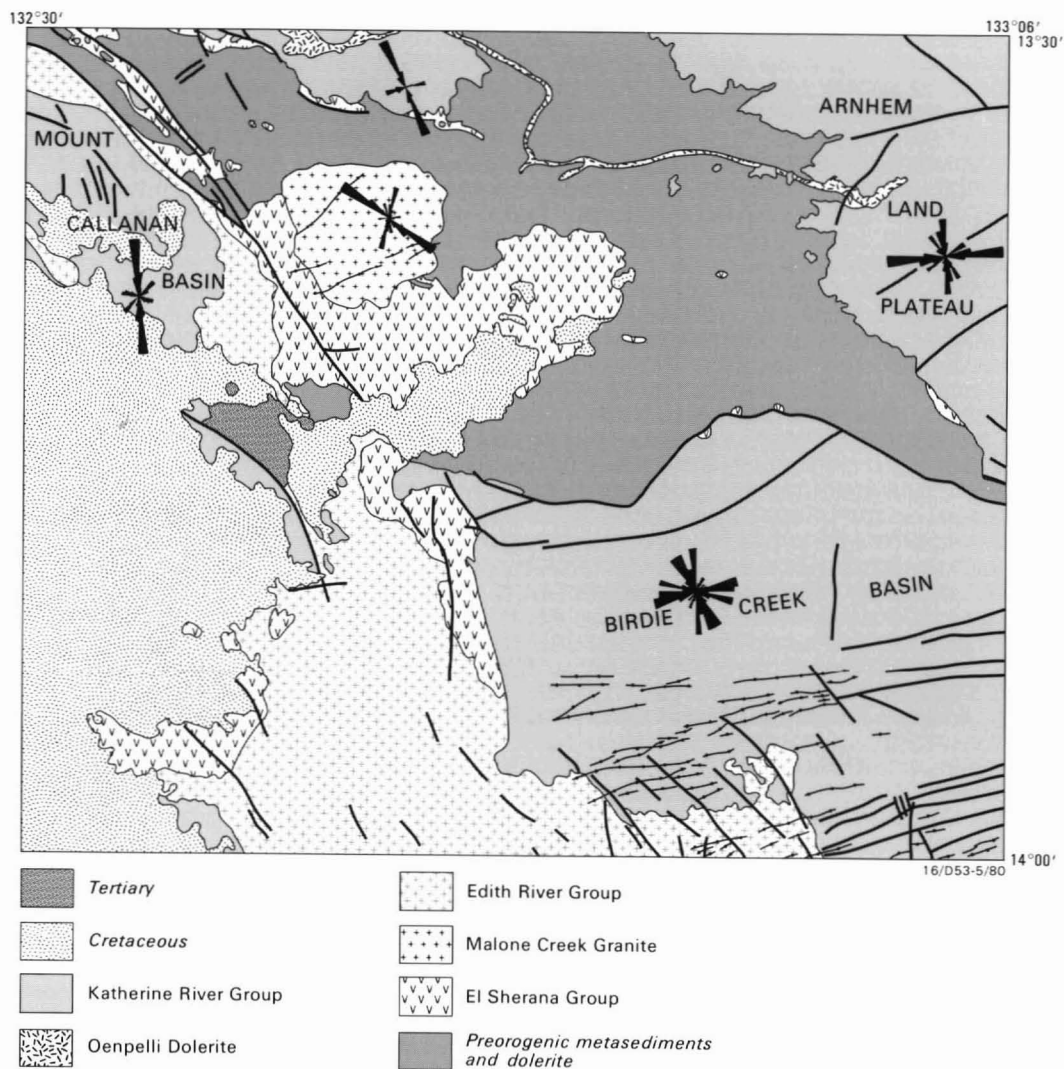 132°30'
133°06'
13°30'
ARNHEM
MOUNT
CALLANAN
LAND
BASIN
PLATEAU
BIRDIE CREEK BASIN
14°00'
16/D53-5/80
Tertiary
Cretaceous
Katherine River Group
Oenpelli Dolerite
Edith River Group
Malone Creek Granite
El Sherana Group
Preorogenic metasediments
and dolerite